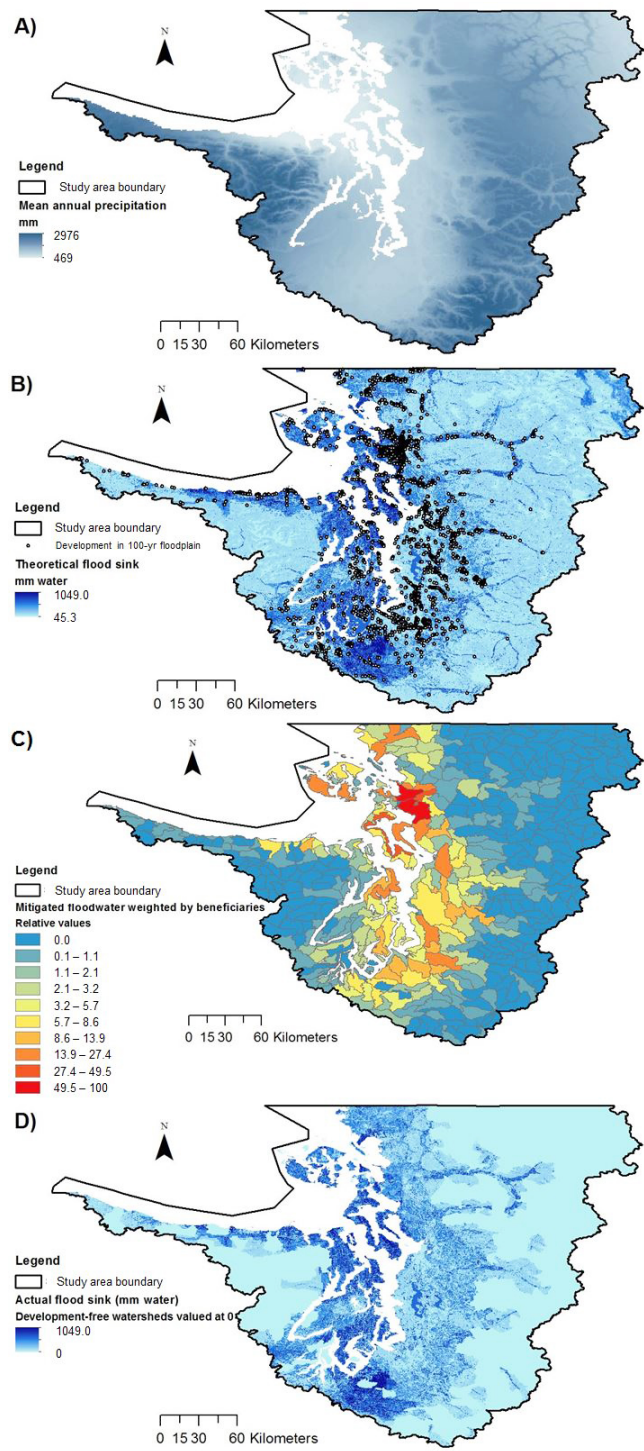 A)
N
Legend
Study area boundary
Mean annual precipitation
mm
2976
469
0 15 30 60 Kilometers
B)
N
Legend
Study area boundary
Development in 100-yr floodplain
Theoretical flood sink
mm water
1049.0
45.3
0 15 30 60 Kilometers
C)
N
Legend
Study area boundary
Mitigated floodwater weighted by beneficiaries
Relative values
0.0
0.1 – 1.1
1.1 – 2.1
2.1 – 3.2
3.2 – 5.7
5.7 – 8.6
8.6 – 13.9
13.9 – 27.4
27.4 – 49.5
49.5 – 100
0 15 30 60 Kilometers
D)
N
Legend
Study area boundary
Actual flood sink (mm water)
Development-free watersheds valued at 0
1049.0
0
0 15 30 60 Kilometers